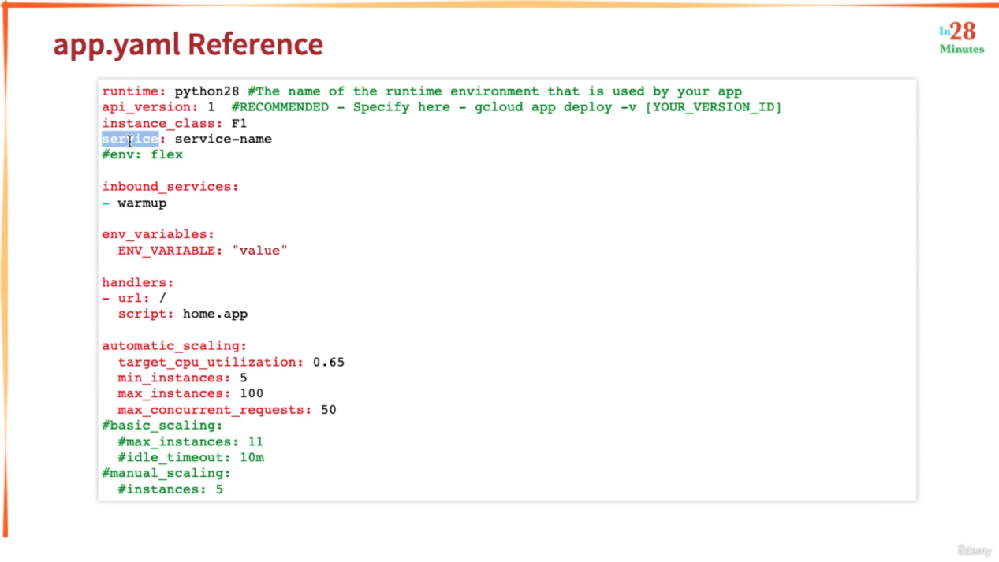 app.yaml Reference
In28
Minutes
runtime: python28 #The name of the runtime environment that is used by your app
api_version: 1  #RECOMMENDED - Specify here - gcloud app deploy -v [YOUR_VERSION_ID]
instance_class: F1
service: service-name
#env: flex
inbound_services:
- warmup
env_variables:
  ENV_VARIABLE: "value"
handlers:
- url: /
  script: home.app
automatic_scaling:
  target_cpu_utilization: 0.65
  min_instances: 5
  max_instances: 100
  max_concurrent_requests: 50
#basic_scaling:
  #max_instances: 11
  #idle_timeout: 10m
#manual_scaling:
  #instances: 5
ûdemy